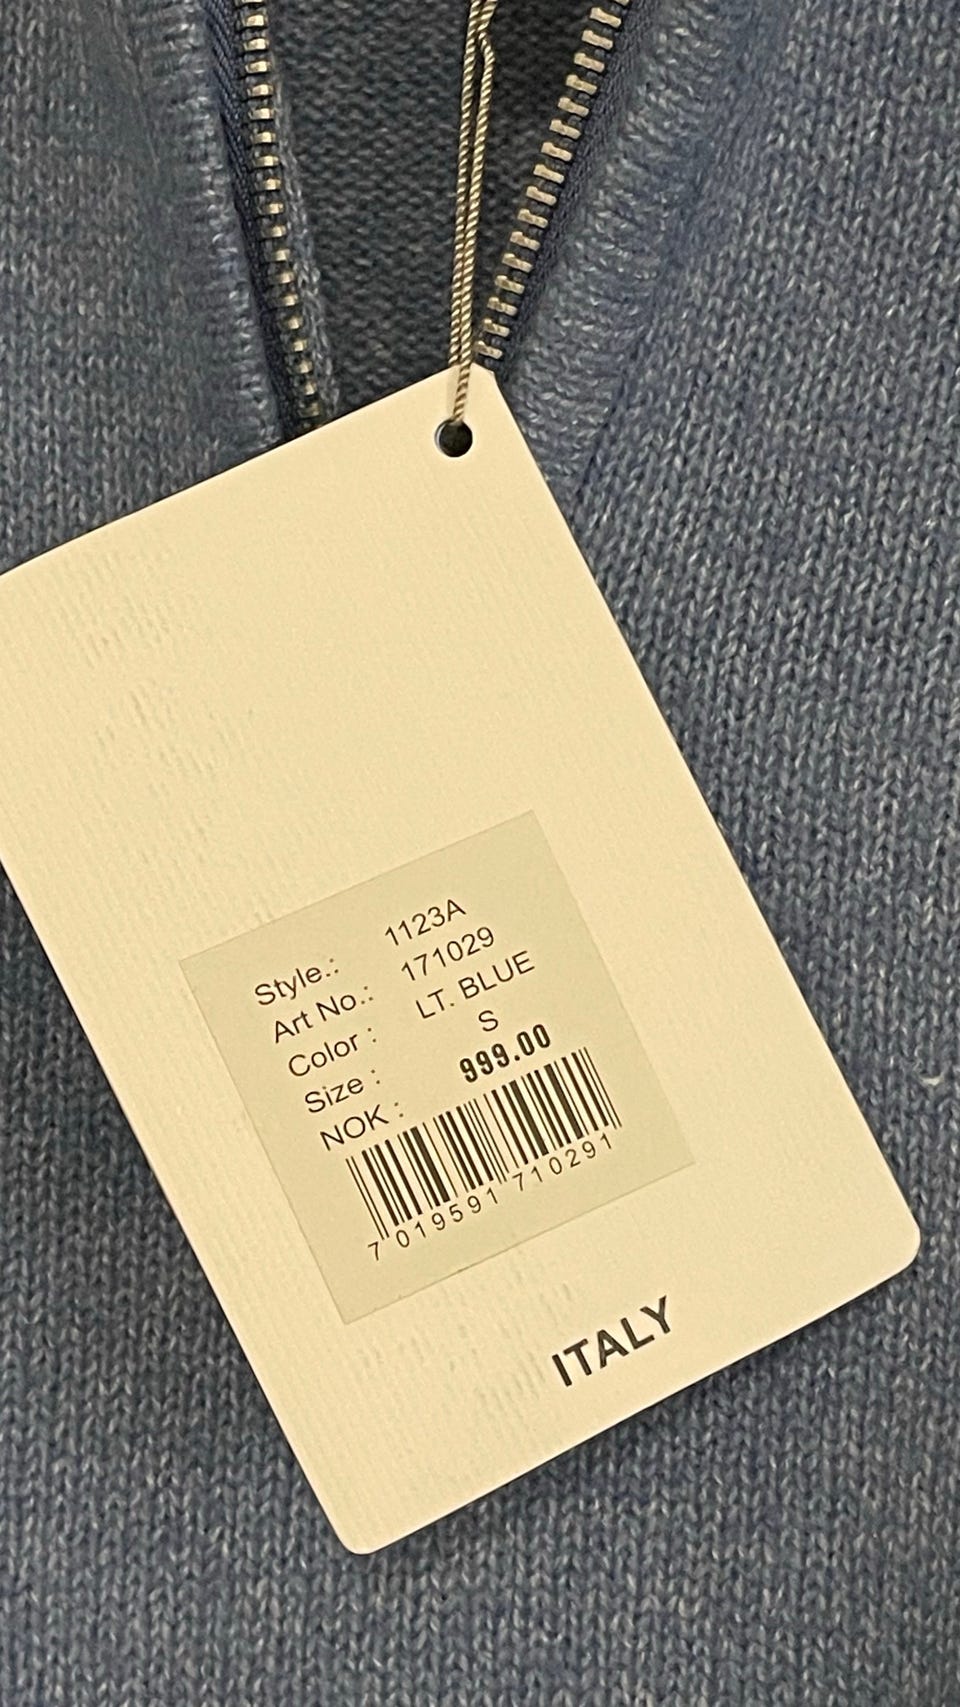 Style.: 1123A
Art No.: 171029
Color : LT. BLUE
Size : S
NOK : 999.00
7 019591 710291
ITALY